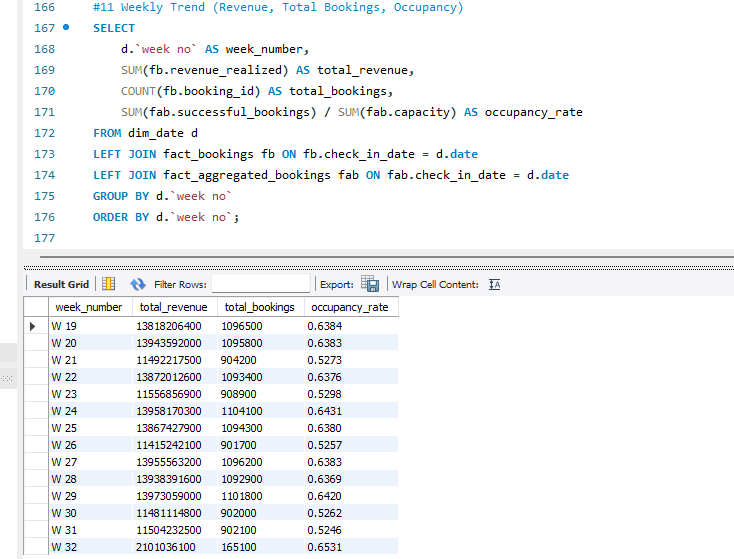 166 #11 Weekly Trend (Revenue, Total Bookings, Occupancy)
167 SELECT
168 d.`week no` AS week_number,
169 SUM(fb.revenue_realized) AS total_revenue,
170 COUNT(fb.booking_id) AS total_bookings,
171 SUM(fab.successful_bookings) / SUM(fab.capacity) AS occupancy_rate
172 FROM dim_date d
173 LEFT JOIN fact_bookings fb ON fb.check_in_date = d.date
174 LEFT JOIN fact_aggregated_bookings fab ON fab.check_in_date = d.date
175 GROUP BY d.`week no`
176 ORDER BY d.`week no`;
177
Result Grid Filter Rows: Export: Wrap Cell Content: IA
week_number total_revenue total_bookings occupancy_rate
W 19 13818206400 1096500 0.6384
W 20 13943592000 1095800 0.6383
W 21 11492217500 904200 0.5273
W 22 13872012600 1093400 0.6376
W 23 11556856900 908900 0.5298
W 24 13958170300 1104100 0.6431
W 25 13867427900 1094300 0.6380
W 26 11415242100 901700 0.5257
W 27 13955563200 1096200 0.6383
W 28 13938391600 1092900 0.6369
W 29 13973059000 1101800 0.6420
W 30 11481114800 902000 0.5262
W 31 11504232500 902100 0.5246
W 32 2101036100 165100 0.6531